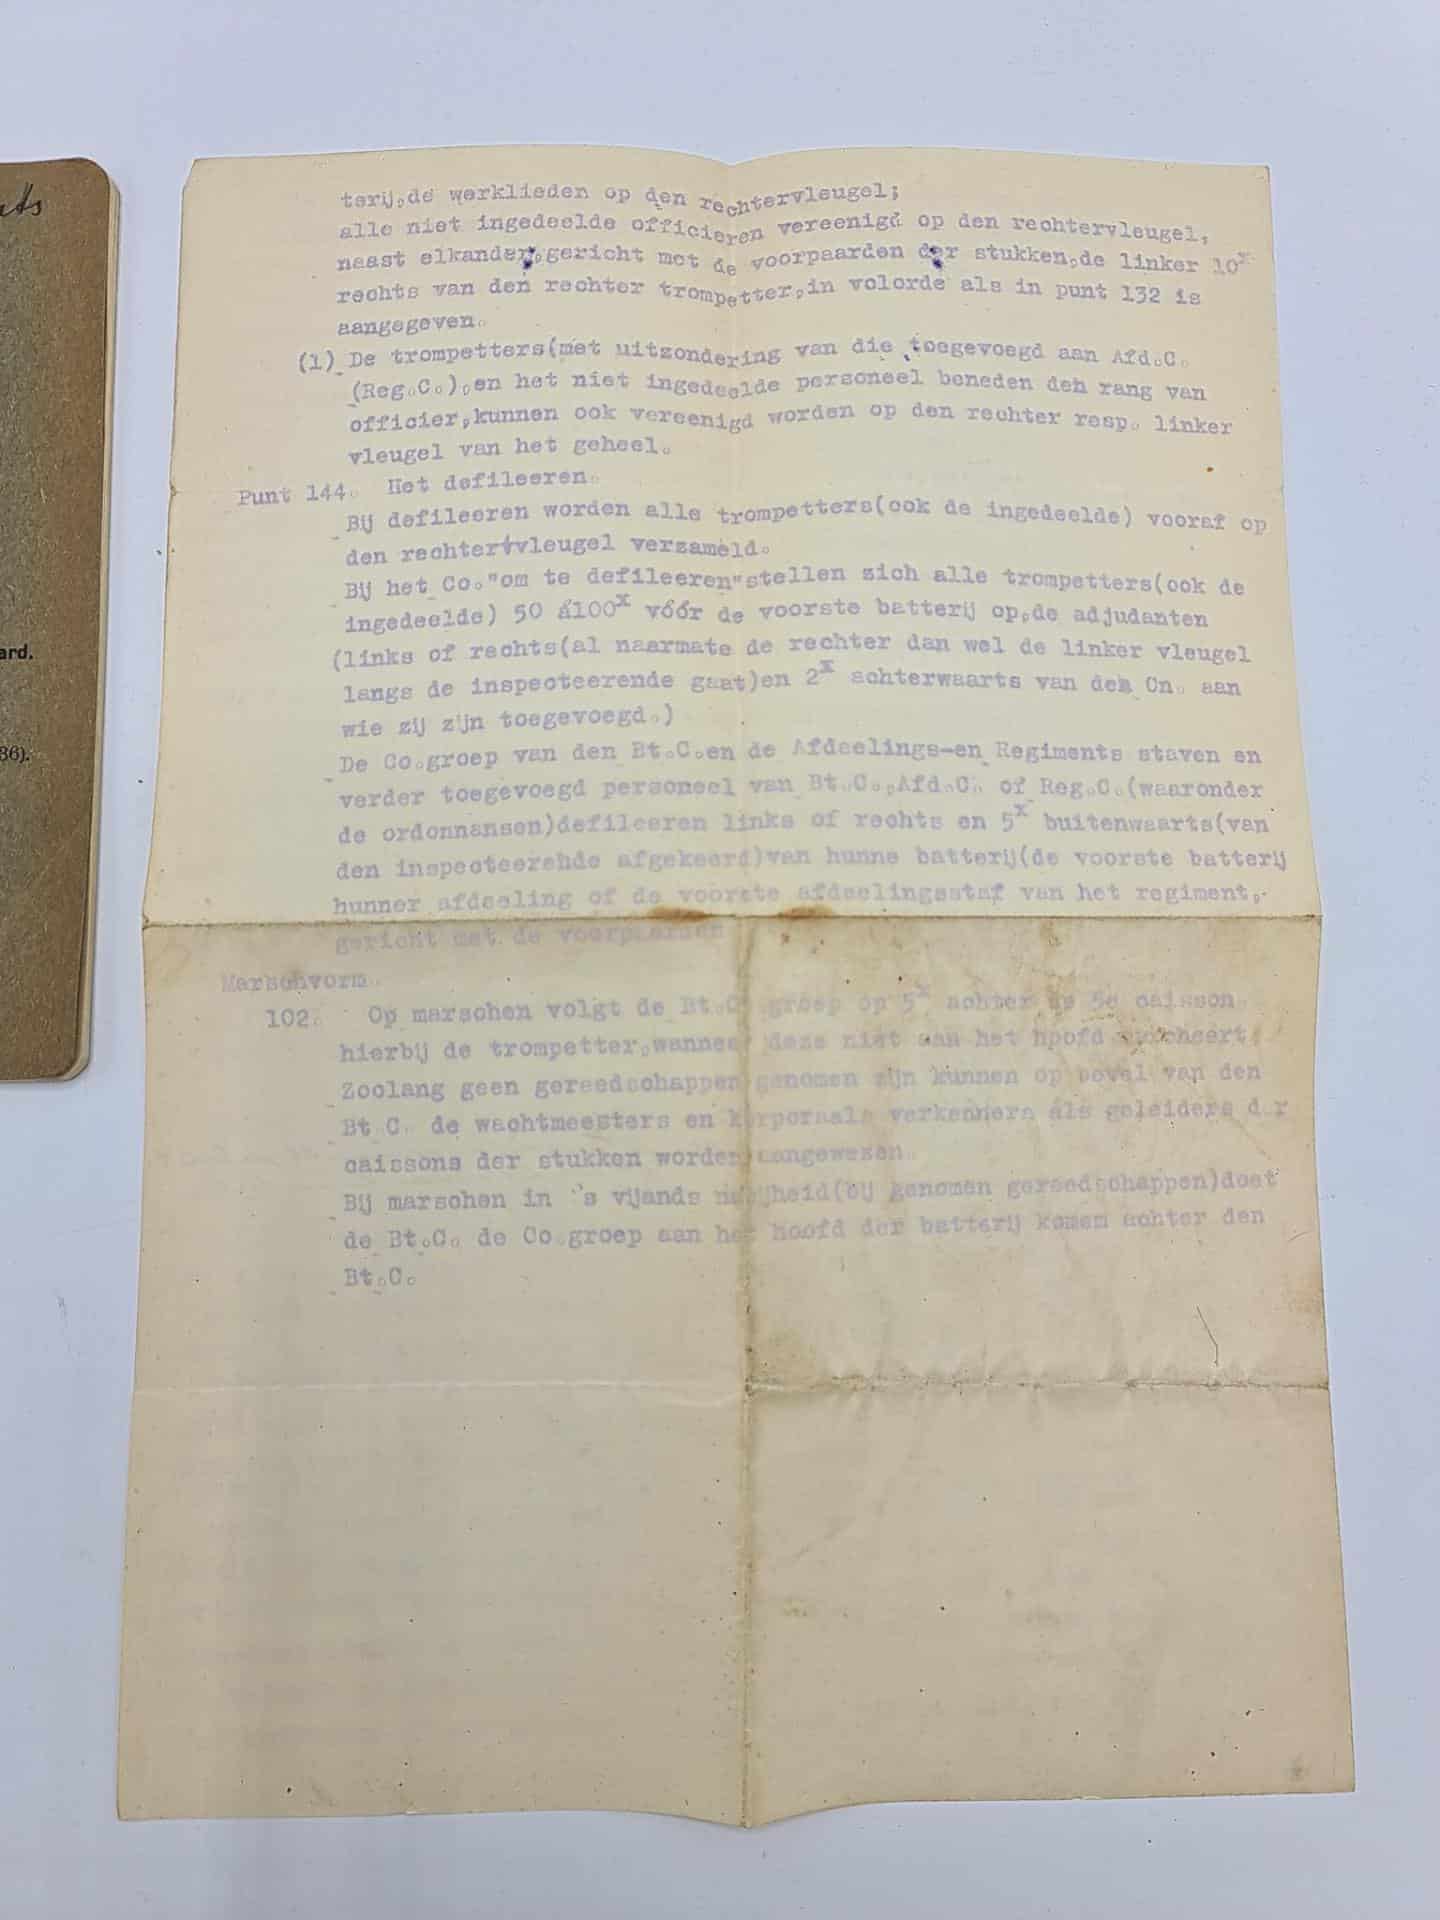 terij,de werklieden op den rechtervleugel;
alle niet ingedeelde officieren vereenigd op den rechtervleugel,
naast elkander,gericht met de voorpaarden der stukken,de linker 10x
rechts van den rechter trompetter,in volorde als in punt 132 is
aangegeven.
(1) De trompetters(met uitzondering van die toegevoegd aan Afd.C.
(Reg.C.),en het niet ingedeelde personeel beneden den rang van
officier,kunnen ook vereenigd worden op den rechter resp. linker
vleugel van het geheel.
Punt 144. Het defileeren.
Bij defileeren worden alle trompetters(ook de ingedeelde) vooraf op
den rechter vleugel verzameld.
Bij het Co."om te defileeren"stellen zich alle trompetters(ook de
ingedeelde) 50 á100x vóór de voorste batterij op,de adjudanten
(links of rechts(al naarmate de rechter dan wel de linker vleugel
langs de inspecteerende gaat)en 2x achterwaarts van den Cn. aan
wie zij zijn toegevoegd.)
De Co.groep van den Bt.C.en de Afdeelings-en Regiments staven en
verder toegevoegd personeel van Bt.C.,Afd.C. of Reg.C.(waaronder
de ordonnansen)defileeren links of rechts en 5x buitenwaarts(van
den inspecteerende afgekeerd)van hunne batterij(de voorste batterij
hunner afdeeling of de voorste afdeelingsstaf van het regiment,
gericht met de voorpaarden
Marschvorm.
102. Op marschen volgt de Bt.C. groep op 5x achter de 5e caisson
hierbij de trompetter,wanneer deze niet aan het hoofd marcheert
Zoolang geen gereedschappen genomen zijn kunnen op bevel van den
Bt C. de wachtmeesters en korporaals verkenners als geleiders der
caissons der stukken worden aangewezen.
Bij marschen in 's vijands nabijheid(bij genomen gereedschappen)doet
de Bt.C. de Co.groep aan het hoofd der batterij komen achter den
Bt.C.
ard.
36).